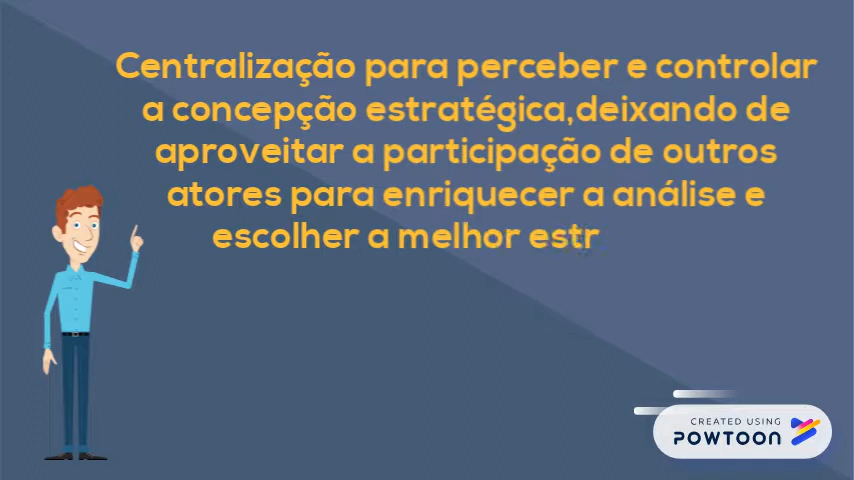 Centralização para perceber e controlar
a concepção estratégica,deixando de
aproveitar a participação de outros
atores para enriquecer a análise e
escolher a melhor estr
CREATED USING
POWTOON